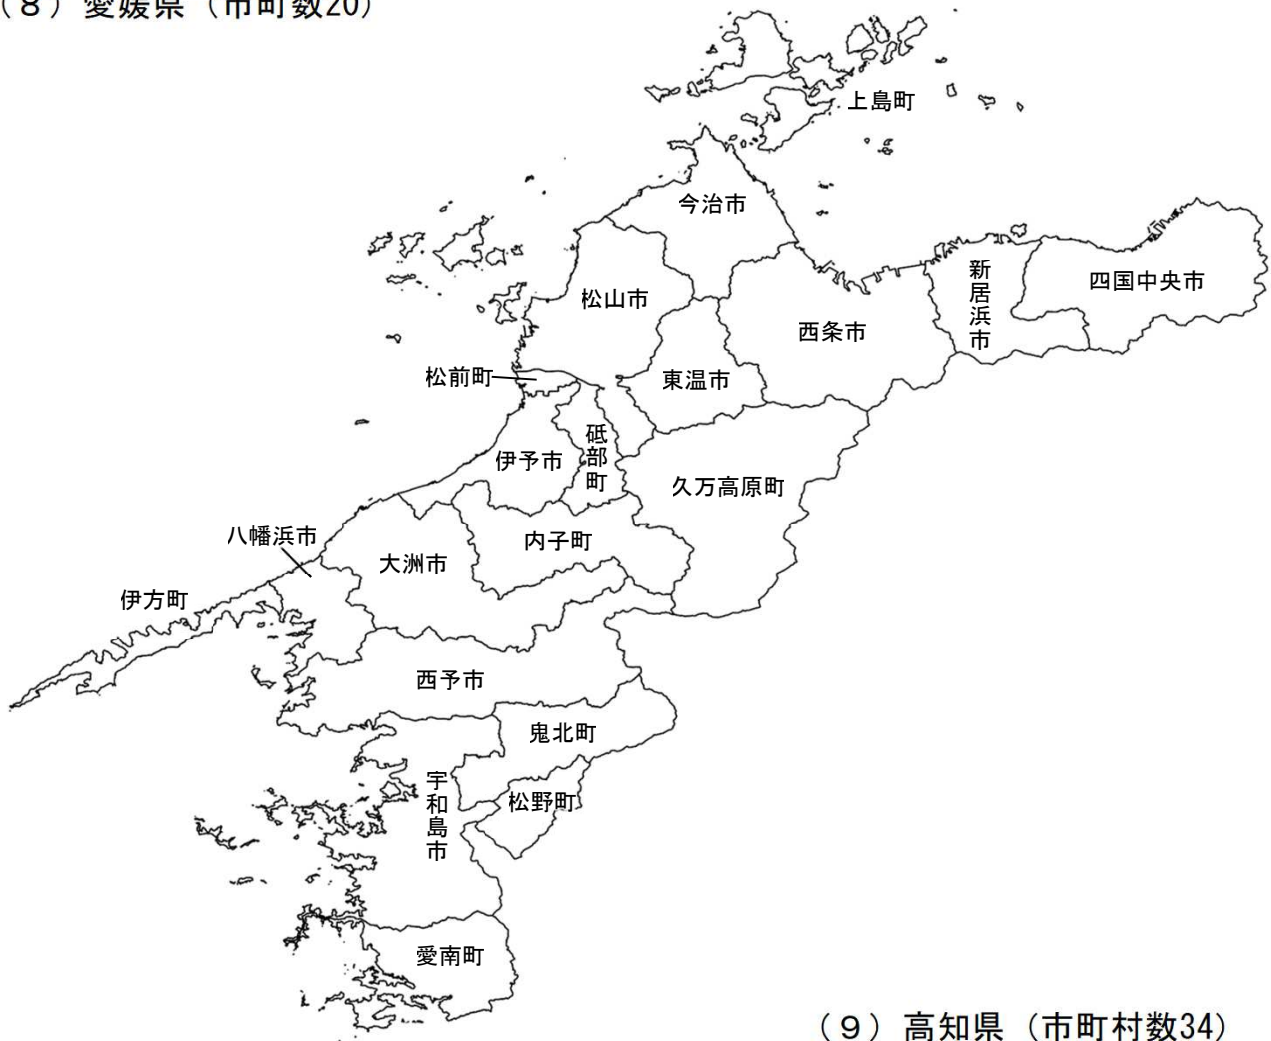 （８）愛媛県（市町数20）
上島町
今治市
新居浜市
四国中央市
松山市
西条市
松前町
東温市
砥部町
伊予市
久万高原町
八幡浜市
内子町
大洲市
伊方町
西予市
鬼北町
宇和島市
松野町
愛南町
（９）高知県（市町村数34）